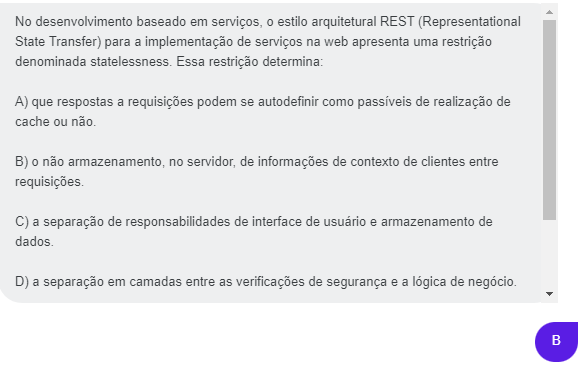 No desenvolvimento baseado em serviços, o estilo arquitetural REST (Representational
State Transfer) para a implementação de serviços na web apresenta uma restrição
denominada statelessness. Essa restrição determina:
A) que respostas a requisições podem se autodefinir como passíveis de realização de
cache ou não.
B) o não armazenamento, no servidor, de informações de contexto de clientes entre
requisições.
C) a separação de responsabilidades de interface de usuário e armazenamento de
dados.
D) a separação em camadas entre as verificações de segurança e a lógica de negócio.
B